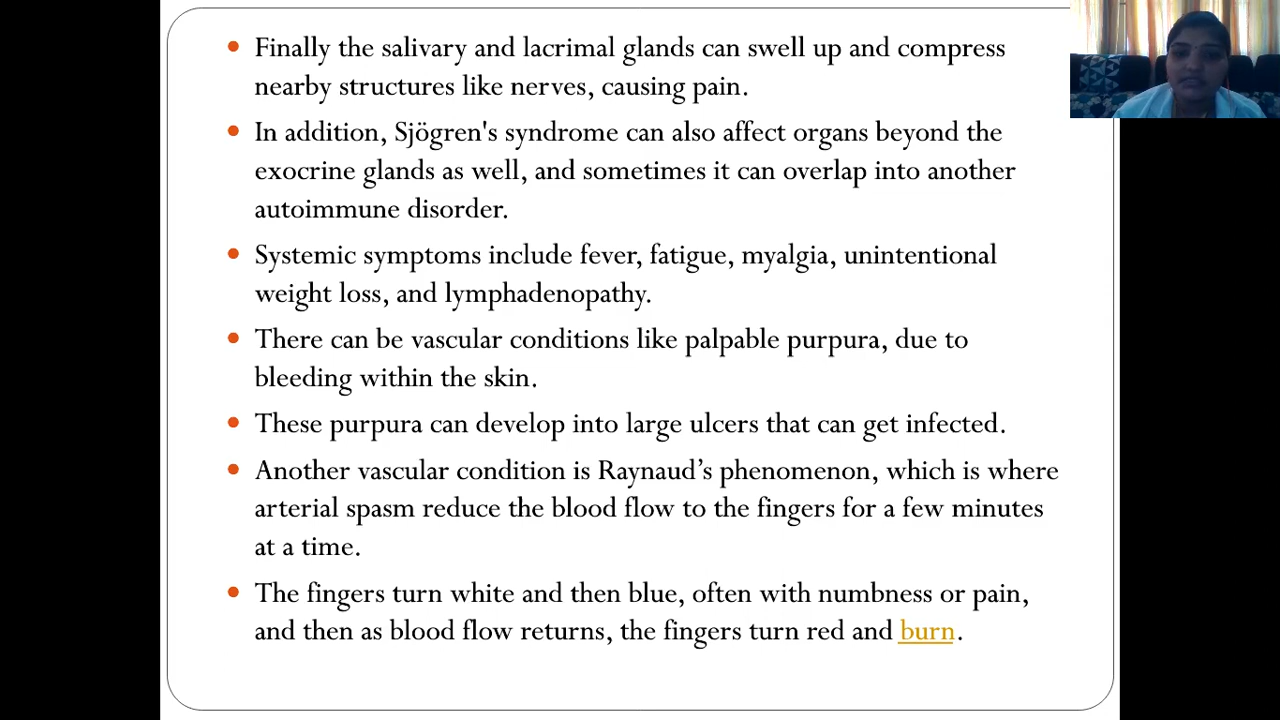 Finally the salivary and lacrimal glands can swell up and compress
nearby structures like nerves, causing pain.
In addition, Sjögren's syndrome can also affect organs beyond the
exocrine glands as well, and sometimes it can overlap into another
autoimmune disorder.
Systemic symptoms include fever, fatigue, myalgia, unintentional
weight loss, and lymphadenopathy.
There can be vascular conditions like palpable purpura, due to
bleeding within the skin.
These purpura can develop into large ulcers that can get infected.
Another vascular condition is Raynaud’s phenomenon, which is where
arterial spasm reduce the blood flow to the fingers for a few minutes
at a time.
The fingers turn white and then blue, often with numbness or pain,
and then as blood flow returns, the fingers turn red and burn.